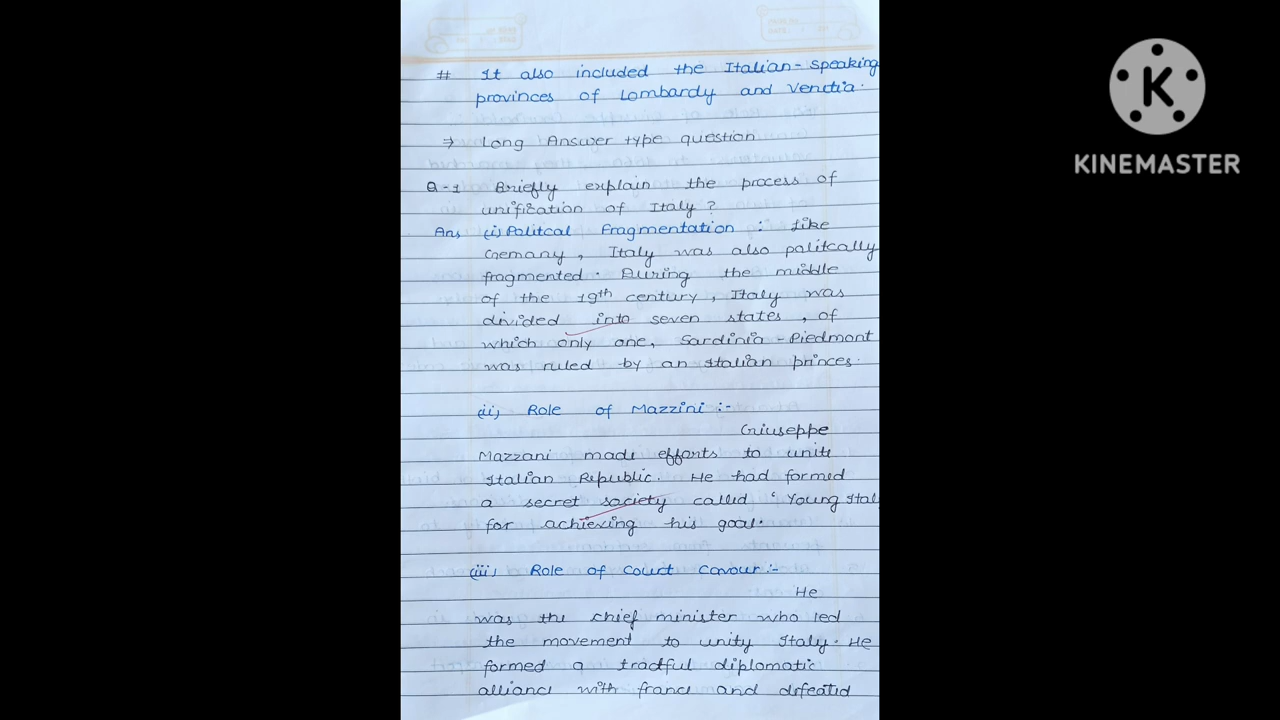 # It also included the Italian-speaking
provinces of Lombardy and Venetia.
⇒ Long Answer type question
Q-1 Briefly explain the process of
unification of Italy?
Ans (i) Politcal Fragmentation : Like
Gemany, Italy was also politcally
fragmented. During the middle
of the 19th century, Italy was
divided into seven states, of
which only one, Sardinia-Piedmont
was ruled by an Italian princes.
(ii) Role of Mazzini :-
Giuseppe
Mazzani made efforts to unite
Italian Republic. He had formed
a secret society called 'Young Ital
for achieving his goal.
(iii) Role of Court Cavour :-
He
was the chief minister who led
the movement to unity Italy. He
formed a tradful diplomatic
alliance with france and defeated
K
KINEMASTER